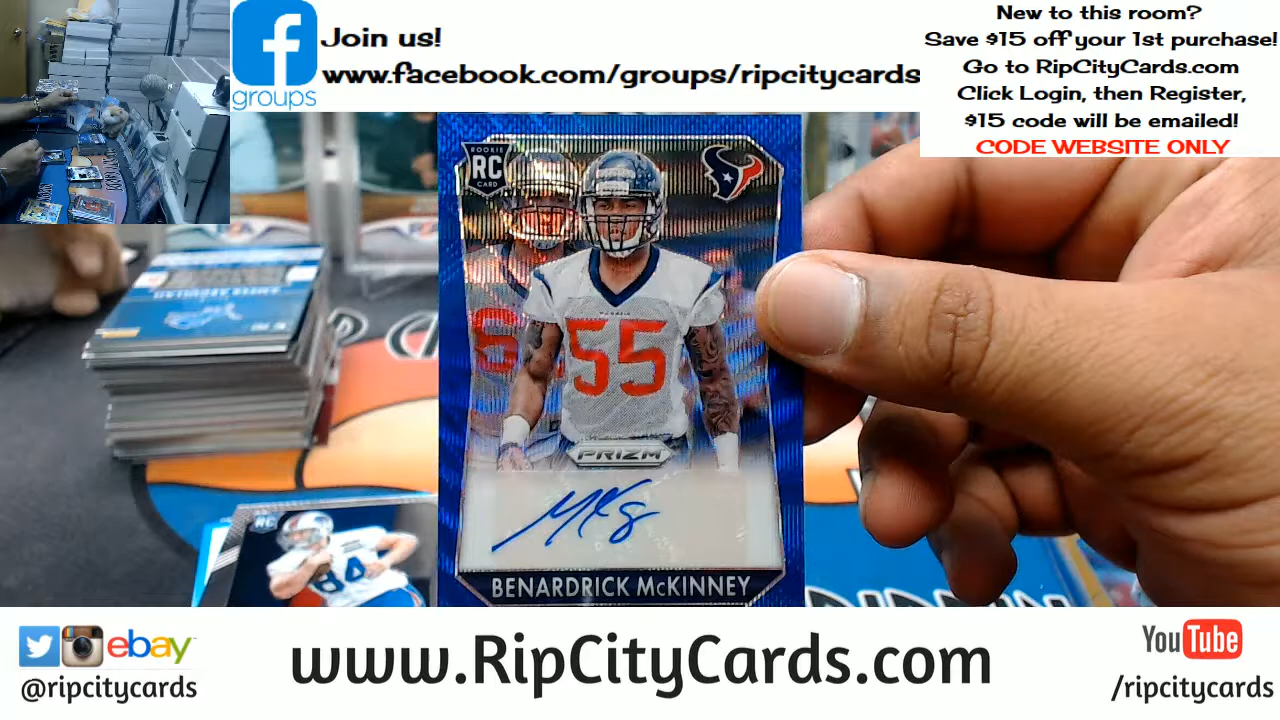 Join us!
www.facebook.com/groups/ripcitycards
groups
New to this room?
Save $15 off your 1st purchase!
Go to RipCityCards.com
Click Login, then Register,
$15 code will be emailed!
CODE WEBSITE ONLY
ROOKIE
RC
CARD
55
PRIZM
BENARDRICK McKINNEY
RC
84
ebay
@ripcitycards
www.RipCityCards.com
YouTube
/ripcitycards